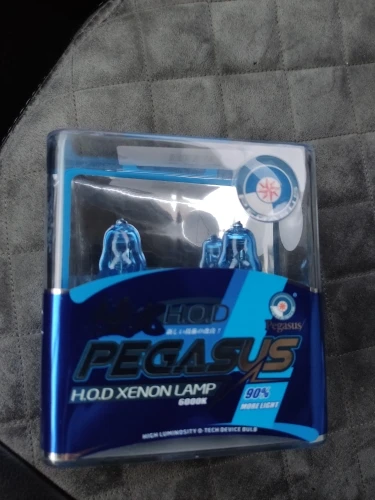 H.O.D
Pegasus
PEGASUS
H.O.D XENON LAMP
6000K
90%
MORE LIGHT
HIGH LUMINOSITY D-TECH DEVICE BULB